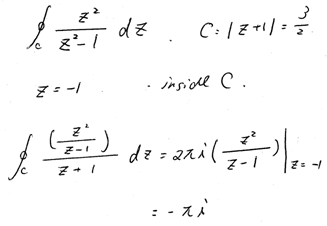 ∮_C z²/(z²-1) dz . C: |z+1| = 3/2
z = -1 . inside C.
∮_C (z²/(z-1))/(z+1) dz = 2πi (z²/(z-1))|_{z=-1}
= -πi